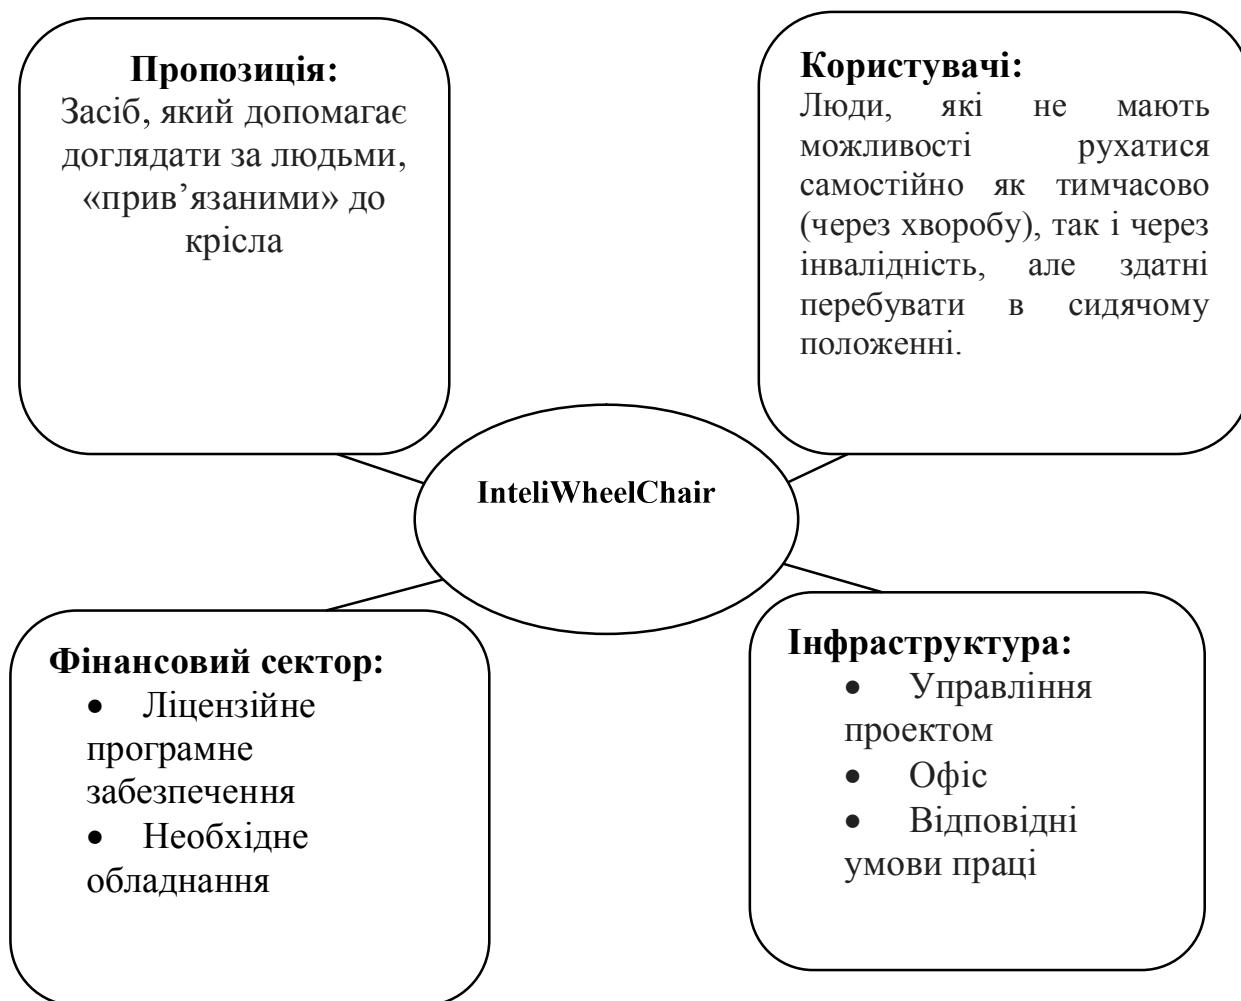 Пропозиція:
Засіб, який допомагає
доглядати за людьми,
«прив’язаними» до
крісла
Користувачі:
Люди, які не мають
можливості рухатися
самостійно як тимчасово
(через хворобу), так і через
інвалідність, але здатні
перебувати в сидячому
положенні.
InteliWheelChair
Фінансовий сектор:
• Ліцензійне
програмне
забезпечення
• Необхідне
обладнання
Інфраструктура:
• Управління
проектом
• Офіс
• Відповідні
умови праці